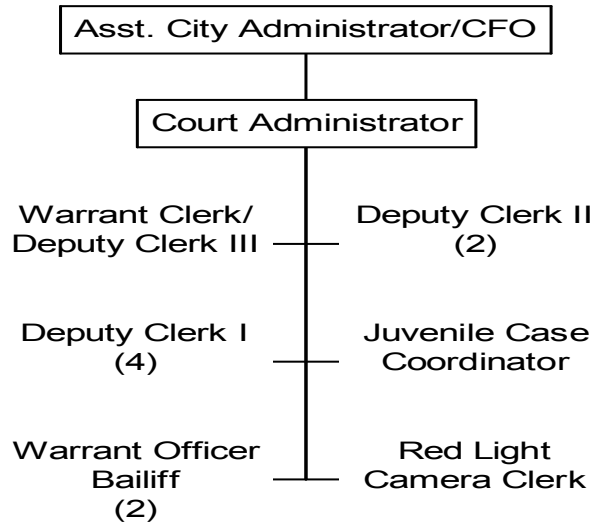 Asst. City Administrator/CFO
Court Administrator
Warrant Clerk/
Deputy Clerk III
Deputy Clerk II
(2)
Deputy Clerk I
(4)
Juvenile Case
Coordinator
Warrant Officer
Bailiff
(2)
Red Light
Camera Clerk